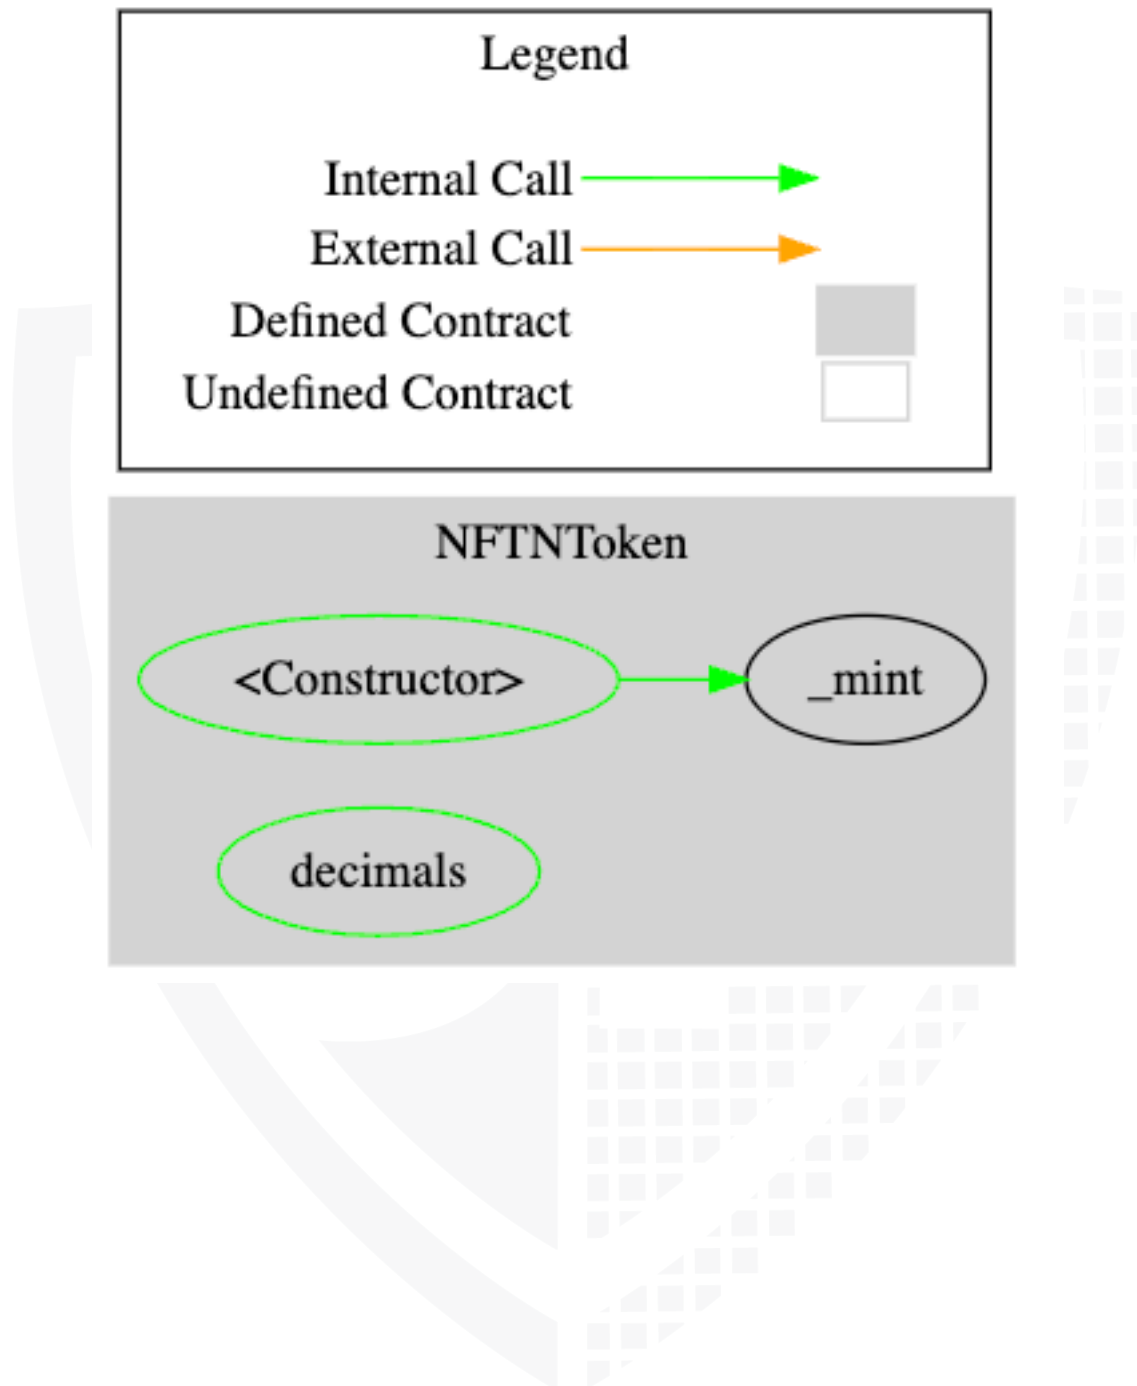 Legend
Internal Call
External Call
Defined Contract
Undefined Contract
NFTNToken
<Constructor>
_mint
decimals